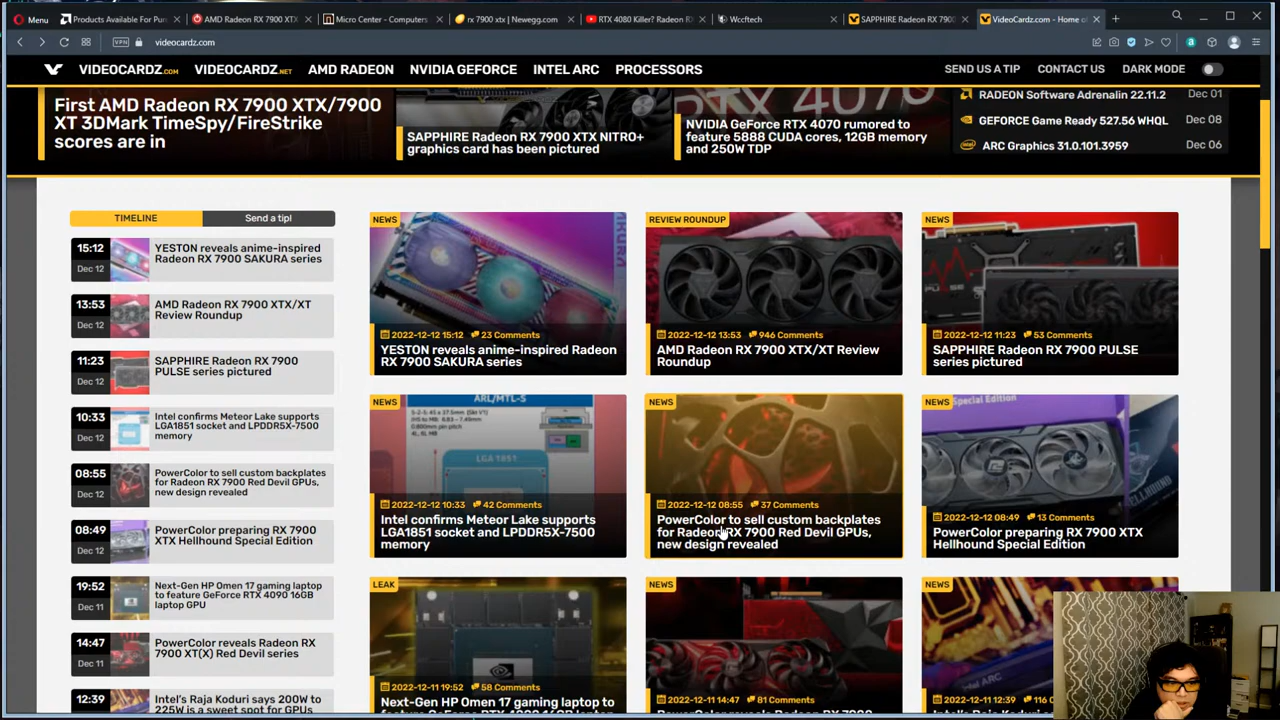 Menu
Products Available For Pur
AMD Radeon RX 7900 XTX
Micro Center - Computers
rx 7900 xtx | Newegg.com
RTX 4080 Killer? Radeon
Wccftech
SAPPHIRE Radeon RX 790
VideoCardz.com - Home o
VPN
videocardz.com
VIDEOCARDZ.COM
VIDEOCARDZ.NET
AMD RADEON
NVIDIA GEFORCE
INTEL ARC
PROCESSORS
SEND US A TIP
CONTACT US
DARK MODE
First AMD Radeon RX 7900 XTX/7900
XT 3DMark TimeSpy/FireStrike
scores are in
SAPPHIRE Radeon RX 7900 XTX NITRO+
graphics card has been pictured
RTX 4070
NVIDIA GeForce RTX 4070 rumored to
feature 5888 CUDA cores, 12GB memory
and 250W TDP
RADEON Software Adrenalin 22.11.2 Dec 01
GEFORCE Game Ready 527.56 WHQL Dec 08
ARC Graphics 31.0.101.3959 Dec 06
TIMELINE
Send a tip!
15:12
Dec 12
YESTON reveals anime-inspired
Radeon RX 7900 SAKURA series
13:53
Dec 12
AMD Radeon RX 7900 XTX/XT
Review Roundup
11:23
Dec 12
SAPPHIRE Radeon RX 7900
PULSE series pictured
10:33
Dec 12
Intel confirms Meteor Lake supports
LGA1851 socket and LPDDR5X-7500
memory
08:55
Dec 12
PowerColor to sell custom backplates
for Radeon RX 7900 Red Devil GPUs,
new design revealed
08:49
Dec 12
PowerColor preparing RX 7900
XTX Hellhound Special Edition
19:52
Dec 11
Next-Gen HP Omen 17 gaming laptop
to feature GeForce RTX 4090 16GB
laptop GPU
14:47
Dec 11
PowerColor reveals Radeon RX
7900 XT(X) Red Devil series
12:39
Intel's Raja Koduri says 200W to
225W is a sweet spot for GPUs
NEWS
2022-12-12 15:12 23 Comments
YESTON reveals anime-inspired Radeon
RX 7900 SAKURA series
REVIEW ROUNDUP
2022-12-12 13:53 946 Comments
AMD Radeon RX 7900 XTX/XT Review
Roundup
NEWS
2022-12-12 11:23 53 Comments
SAPPHIRE Radeon RX 7900 PULSE
series pictured
NEWS
ARL/MTL-S
LGA1851
2022-12-12 10:33 42 Comments
Intel confirms Meteor Lake supports
LGA1851 socket and LPDDR5X-7500
memory
NEWS
2022-12-12 08:55 37 Comments
PowerColor to sell custom backplates
for Radeon RX 7900 Red Devil GPUs,
new design revealed
NEWS
Special Edition
2022-12-12 08:49 13 Comments
PowerColor preparing RX 7900 XTX
Hellhound Special Edition
LEAK
2022-12-11 19:52 58 Comments
Next-Gen HP Omen 17 gaming laptop to
NEWS
2022-12-11 14:47 81 Comments
NEWS
2022-12-11 12:39 116